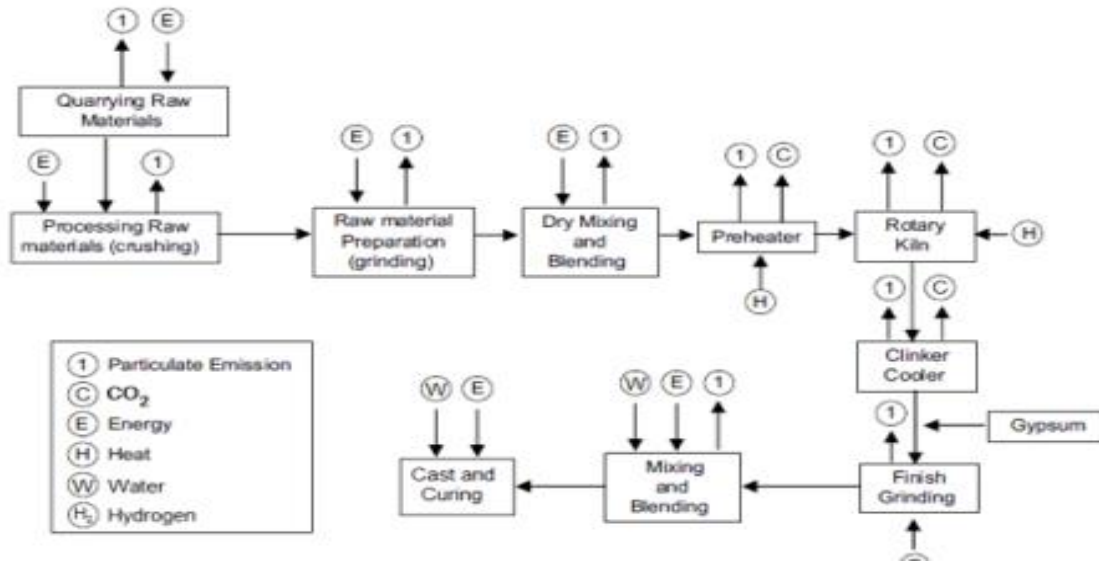 1 E
Quarrying Raw
Materials
E 1
Processing Raw
materials (crushing)
E 1
Raw material
Preparation
(grinding)
E 1
Dry Mixing
and
Blending
1 C
Preheater
H
1 C
Rotary
Kiln
H
1 C
Clinker
Cooler
Gypsum
1
Finish
Grinding
W E 1
Mixing
and
Blending
W E
Cast and
Curing
1 Particulate Emission
C CO₂
E Energy
H Heat
W Water
H₂ Hydrogen